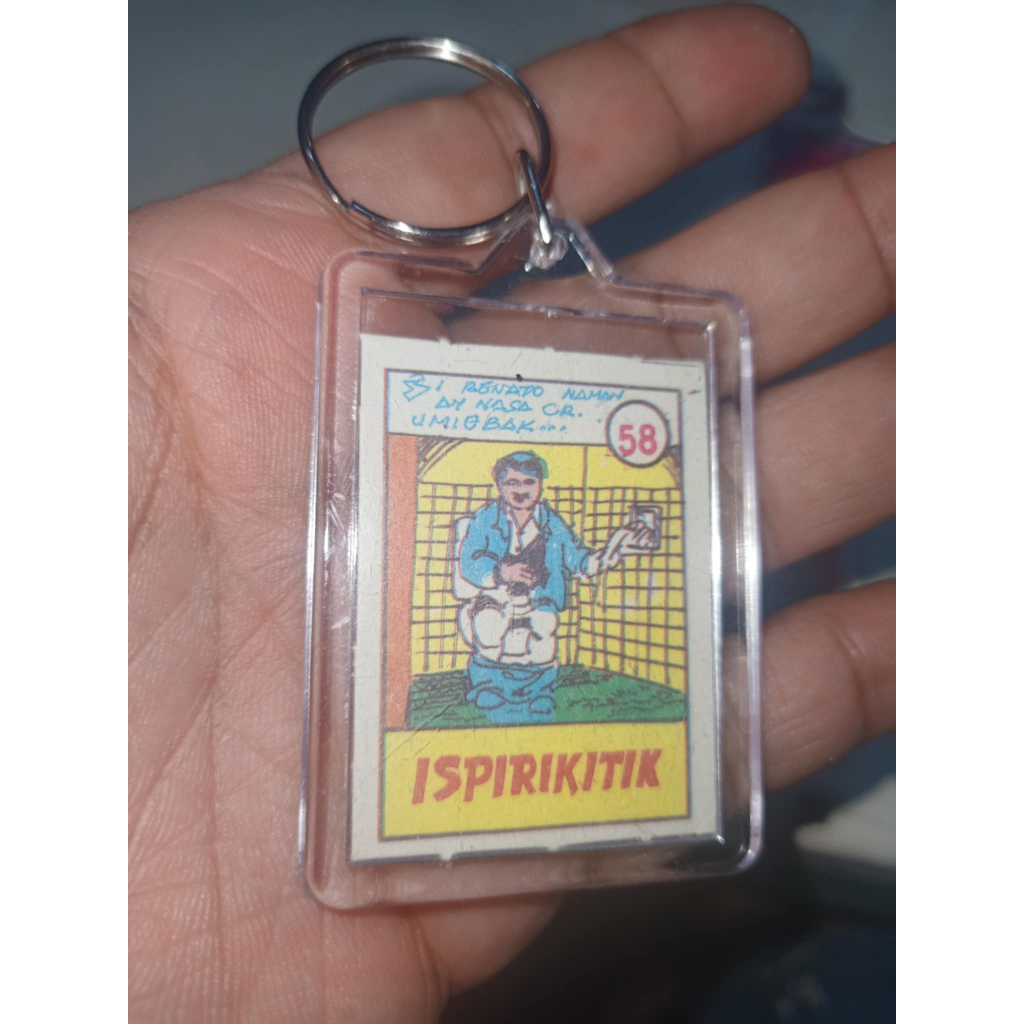 SI RENATO NAMAN
AY NASA CR.
UMIEBAK...
58
ISPIRIKITIK